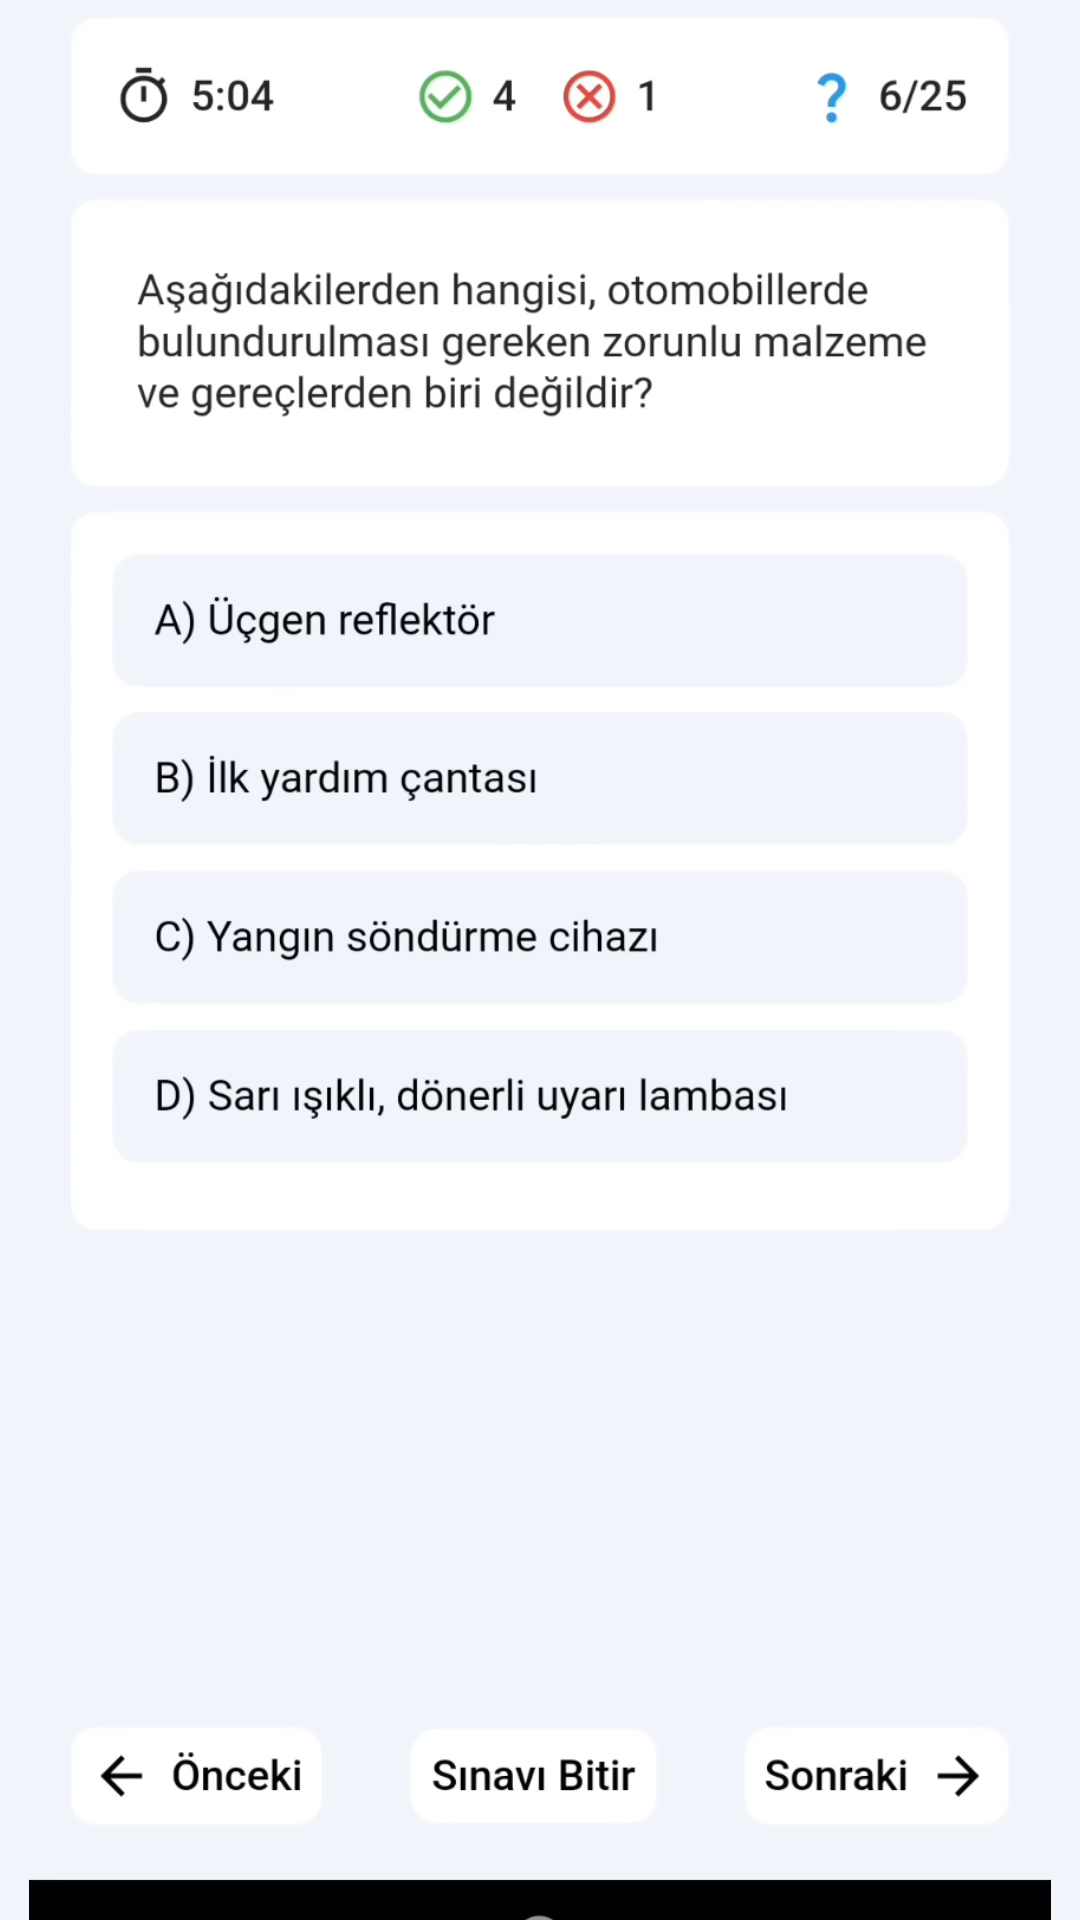 5:04 4 1 ? 6/25
Aşağıdakilerden hangisi, otomobillerde
bulundurulması gereken zorunlu malzeme
ve gereçlerden biri değildir?
A) Üçgen reflektör
B) İlk yardım çantası
C) Yangın söndürme cihazı
D) Sarı ışıklı, dönerli uyarı lambası
← Önceki Sınavı Bitir Sonraki →